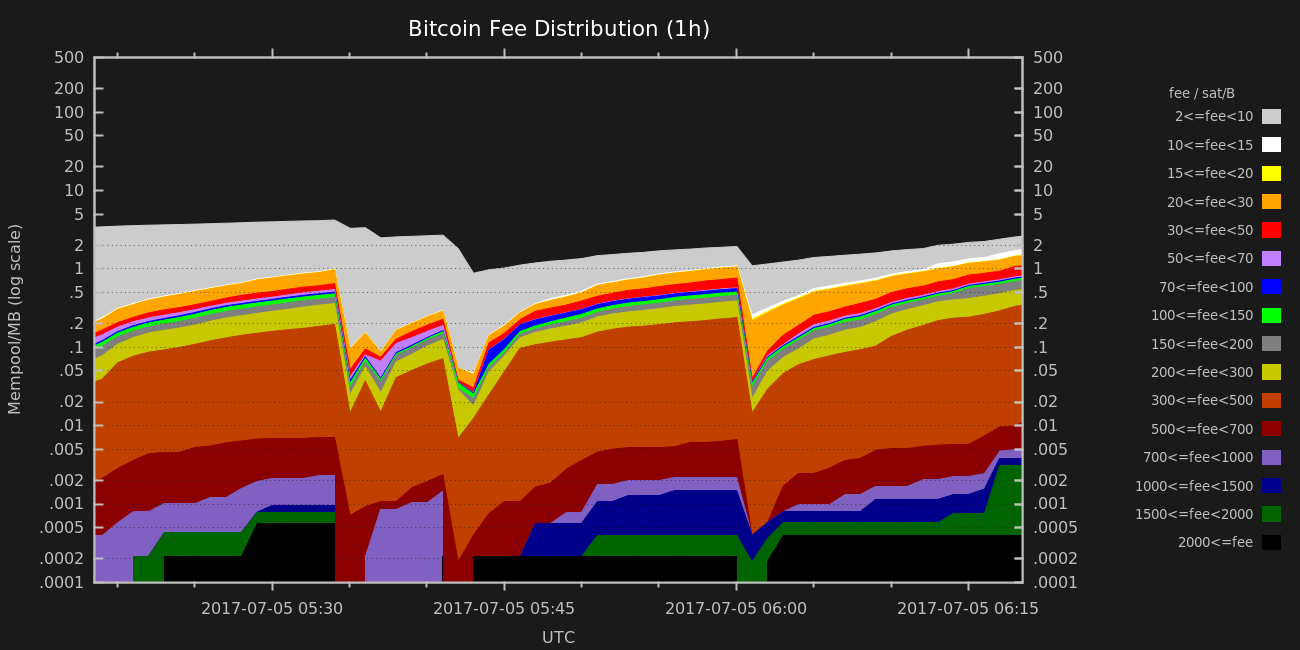 Bitcoin Fee Distribution (1h)
Mempool/MB (log scale)
500
200
100
50
20
10
5
2
1
.5
.2
.1
.05
.02
.01
.005
.002
.001
.0005
.0002
.0001
500
200
100
50
20
10
5
2
1
.5
.2
.1
.05
.02
.01
.005
.002
.001
.0005
.0002
.0001
2017-07-05 05:30
2017-07-05 05:45
2017-07-05 06:00
2017-07-05 06:15
UTC
fee / sat/B
2<=fee<10
10<=fee<15
15<=fee<20
20<=fee<30
30<=fee<50
50<=fee<70
70<=fee<100
100<=fee<150
150<=fee<200
200<=fee<300
300<=fee<500
500<=fee<700
700<=fee<1000
1000<=fee<1500
1500<=fee<2000
2000<=fee